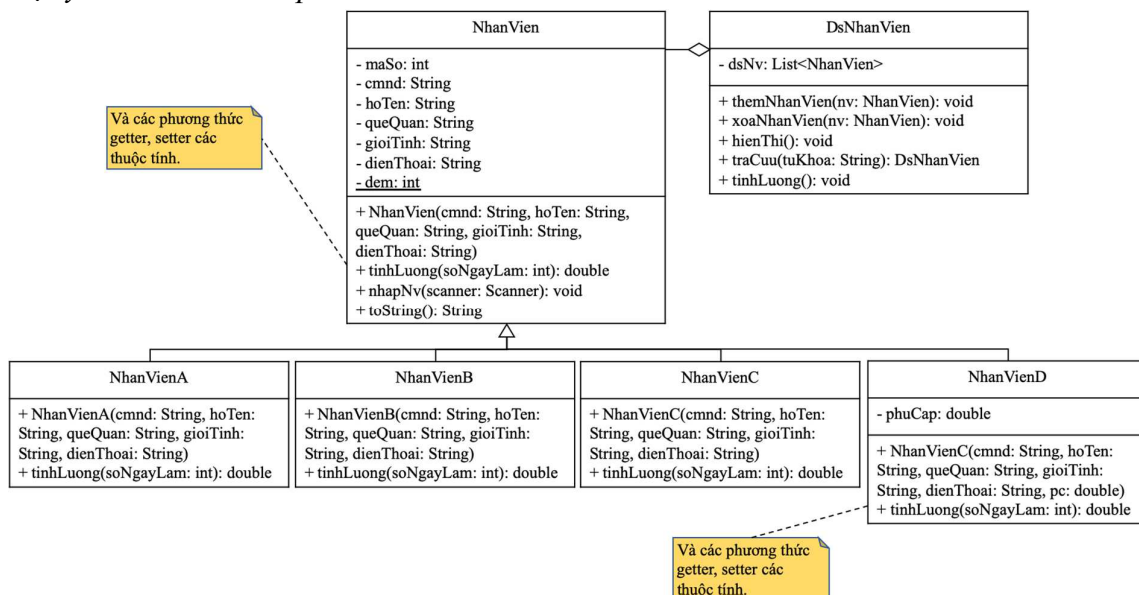 NhanVien
- maSo: int
- cmnd: String
- hoTen: String
- queQuan: String
- gioiTinh: String
- dienThoai: String
- dem: int
+ NhanVien(cmnd: String, hoTen: String,
queQuan: String, gioiTinh: String,
dienThoai: String)
+ tinhLuong(soNgayLam: int): double
+ nhapNv(scanner: Scanner): void
+ toString(): String
DsNhanVien
- dsNv: List<NhanVien>
+ themNhanVien(nv: NhanVien): void
+ xoaNhanVien(nv: NhanVien): void
+ hienThi(): void
+ traCuu(tuKhoa: String): DsNhanVien
+ tinhLuong(): void
Và các phương thức
getter, setter các
thuộc tính.
NhanVienA
+ NhanVienA(cmnd: String, hoTen:
String, queQuan: String, gioiTinh:
String, dienThoai: String)
+ tinhLuong(soNgayLam: int): double
NhanVienB
+ NhanVienB(cmnd: String, hoTen:
String, queQuan: String, gioiTinh:
String, dienThoai: String)
+ tinhLuong(soNgayLam: int): double
NhanVienC
+ NhanVienC(cmnd: String, hoTen:
String, queQuan: String, gioiTinh:
String, dienThoai: String)
+ tinhLuong(soNgayLam: int): double
NhanVienD
- phuCap: double
+ NhanVienC(cmnd: String, hoTen:
String, queQuan: String, gioiTinh:
String, dienThoai: String, pc: double)
+ tinhLuong(soNgayLam: int): double
Và các phương thức
getter, setter các
thuộc tính.